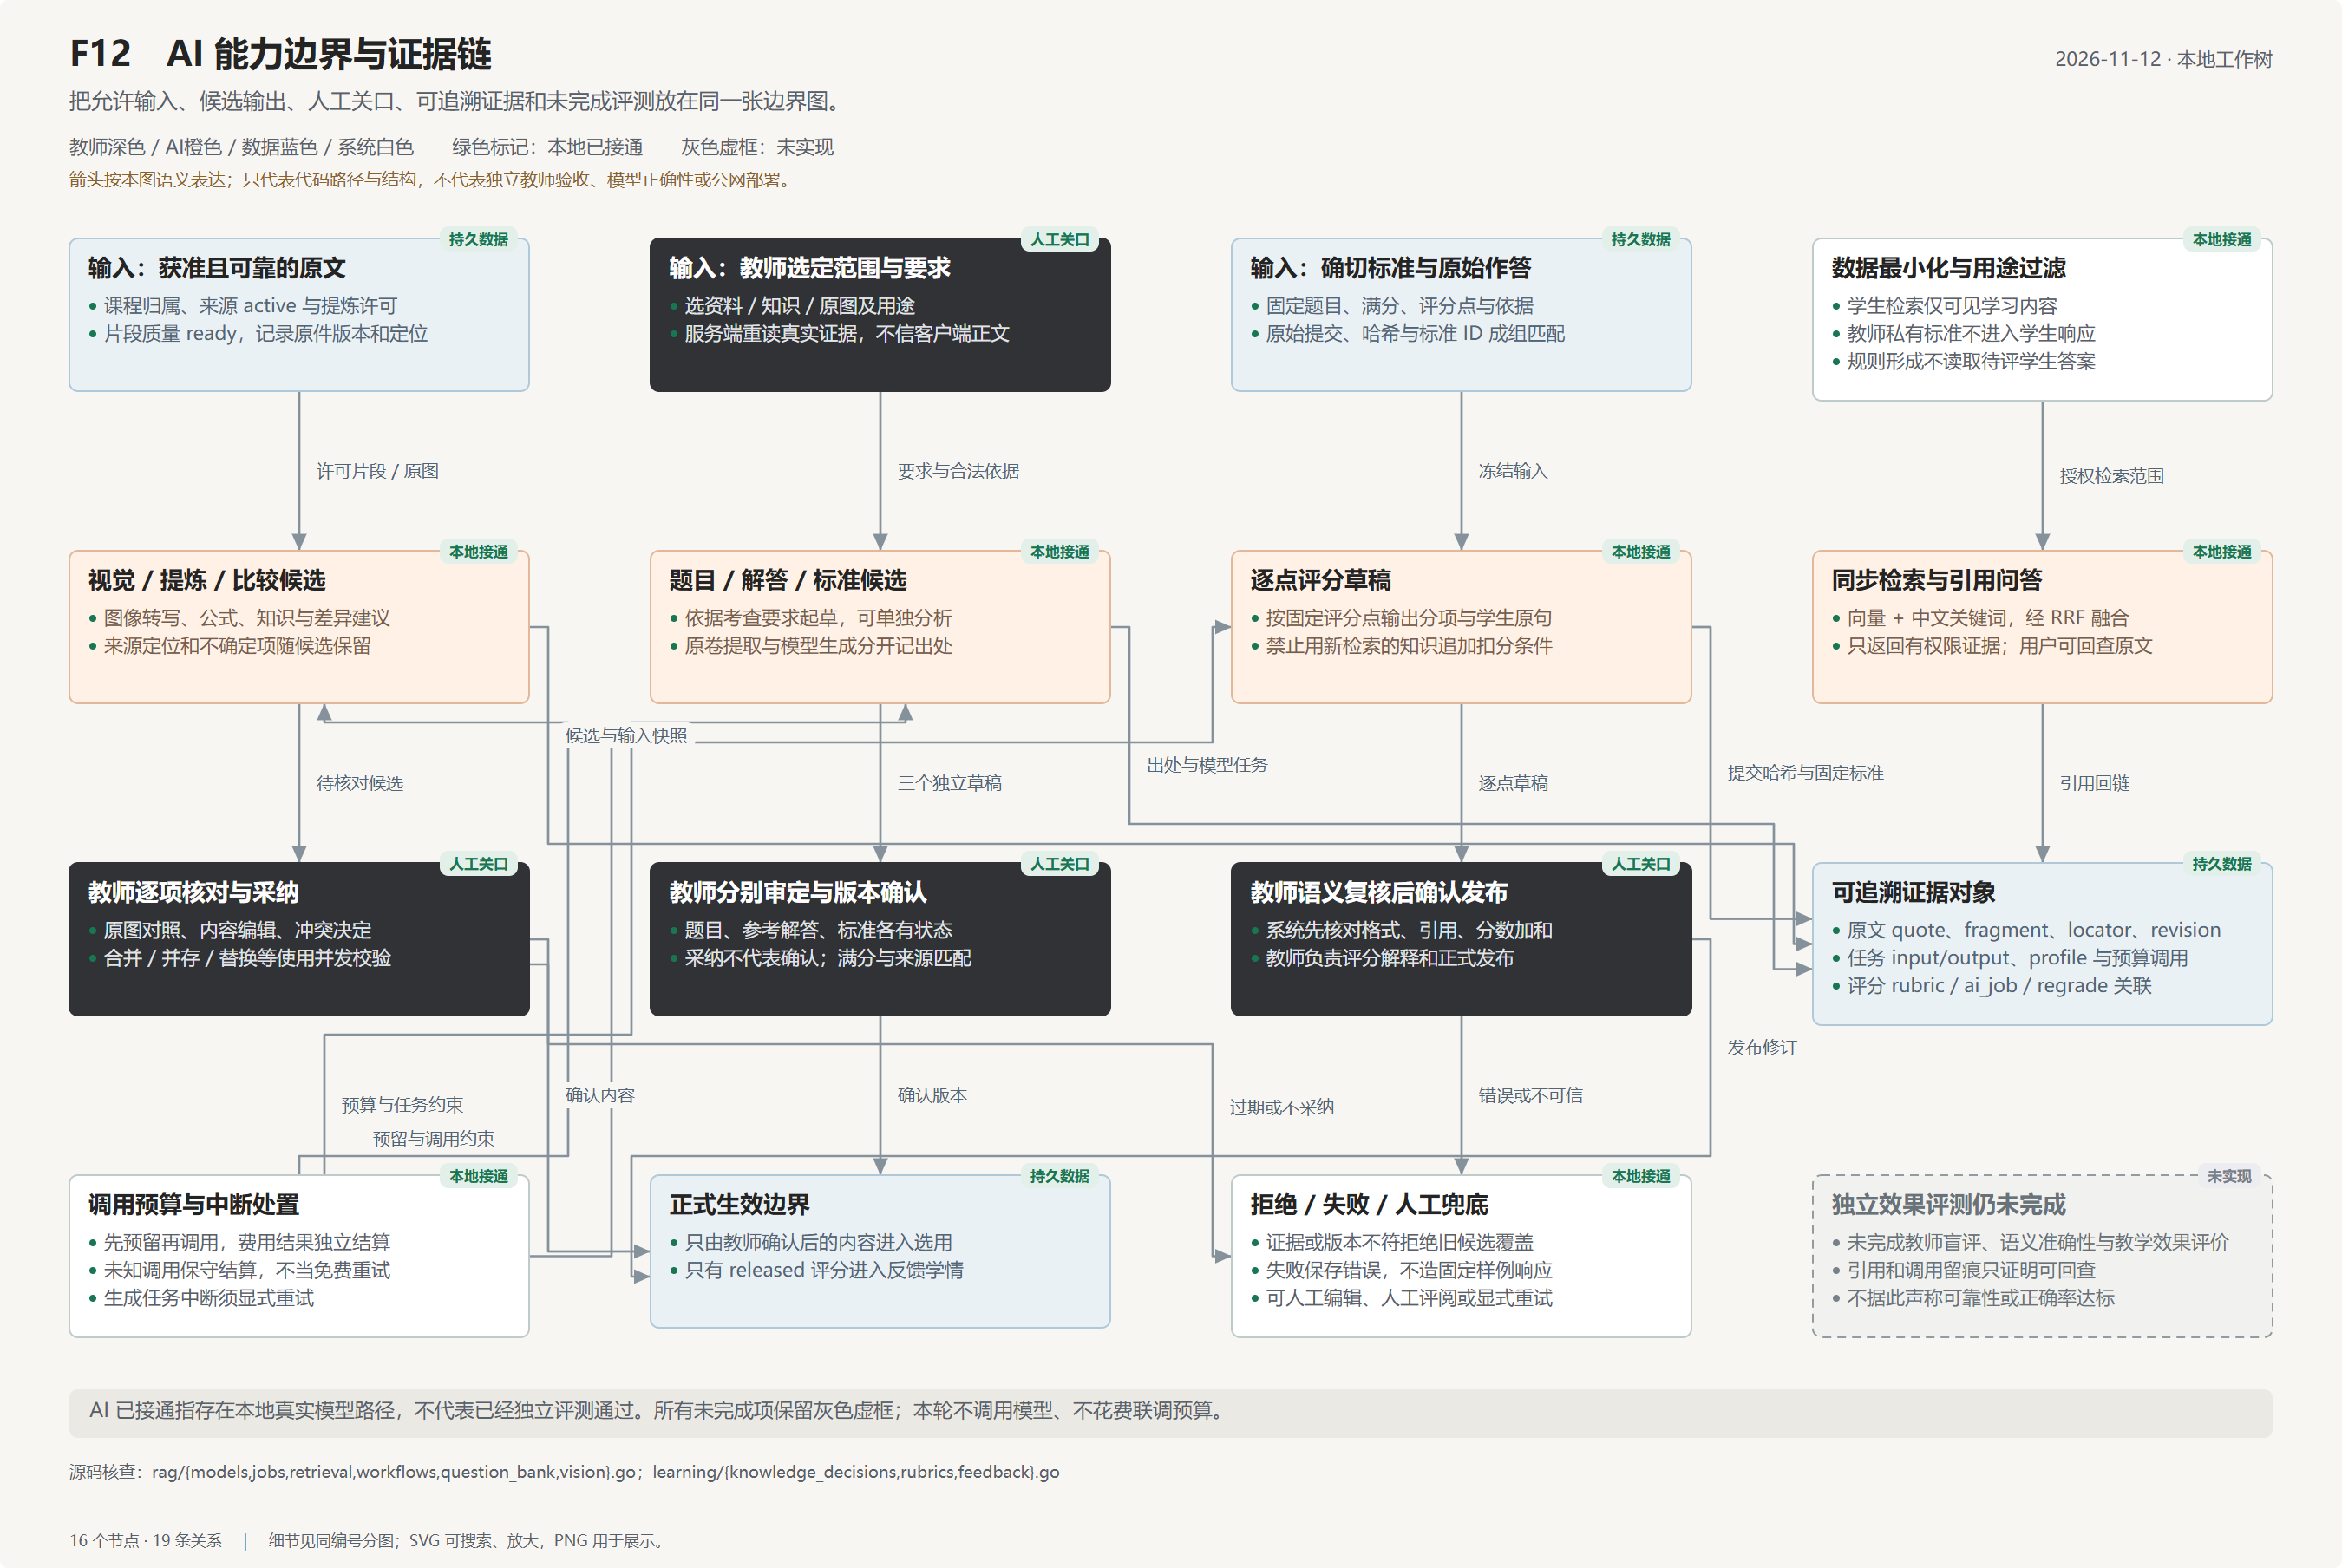 F12 AI 能力边界与证据链
2026-11-12 · 本地工作树
把允许输入、候选输出、人工关口、可追溯证据和未完成评测放在同一张边界图。
教师深色 / AI橙色 / 数据蓝色 / 系统白色 绿色标记：本地已接通 灰色虚框：未实现
箭头按本图语义表达；只代表代码路径与结构，不代表独立教师验收、模型正确性或公网部署。
持久数据
输入：获准且可靠的原文
课程归属、来源 active 与提炼许可
片段质量 ready，记录原件版本和定位
人工关口
输入：教师选定范围与要求
选资料 / 知识 / 原图及用途
服务端重读真实证据，不信客户端正文
持久数据
输入：确切标准与原始作答
固定题目、满分、评分点与依据
原始提交、哈希与标准 ID 成组匹配
本地接通
数据最小化与用途过滤
学生检索仅可见学习内容
教师私有标准不进入学生响应
规则形成不读取待评学生答案
许可片段 / 原图
要求与合法依据
冻结输入
授权检索范围
本地接通
视觉 / 提炼 / 比较候选
图像转写、公式、知识与差异建议
来源定位和不确定项随候选保留
本地接通
题目 / 解答 / 标准候选
依据考查要求起草，可单独分析
原卷提取与模型生成分开记出处
本地接通
逐点评分草稿
按固定评分点输出分项与学生原句
禁止用新检索的知识追加扣分条件
本地接通
同步检索与引用问答
向量 + 中文关键词，经 RRF 融合
只返回有权限证据；用户可回查原文
候选与输入快照
出处与模型任务
提交哈希与固定标准
待核对候选
三个独立草稿
逐点草稿
引用回链
人工关口
教师逐项核对与采纳
原图对照、内容编辑、冲突决定
合并 / 并存 / 替换等使用并发校验
人工关口
教师分别审定与版本确认
题目、参考解答、标准各有状态
采纳不代表确认；满分与来源匹配
人工关口
教师语义复核后确认发布
系统先核对格式、引用、分数加和
教师负责评分解释和正式发布
持久数据
可追溯证据对象
原文 quote、fragment、locator、revision
任务 input/output、profile 与预算调用
评分 rubric / ai_job / regrade 关联
发布修订
预算与任务约束
确认内容
确认版本
过期或不采纳
错误或不可信
预留与调用约束
本地接通
调用预算与中断处置
先预留再调用，费用结果独立结算
未知调用保守结算，不当免费重试
生成任务中断须显式重试
持久数据
正式生效边界
只由教师确认后的内容进入选用
只有 released 评分进入反馈学情
本地接通
拒绝 / 失败 / 人工兜底
证据或版本不符拒绝旧候选覆盖
失败保存错误，不造固定样例响应
可人工编辑、人工评阅或显式重试
未实现
独立效果评测仍未完成
未完成教师盲评、语义准确性与教学效果评价
引用和调用留痕只证明可回查
不据此声称可靠性或正确率达标
AI 已接通指存在本地真实模型路径，不代表已经独立评测通过。所有未完成项保留灰色虚框；本轮不调用模型、不花费联调预算。
源码核查：rag/{models,jobs,retrieval,workflows,question_bank,vision}.go；learning/{knowledge_decisions,rubrics,feedback}.go
16 个节点 · 19 条关系 | 细节见同编号分图；SVG 可搜索、放大，PNG 用于展示。